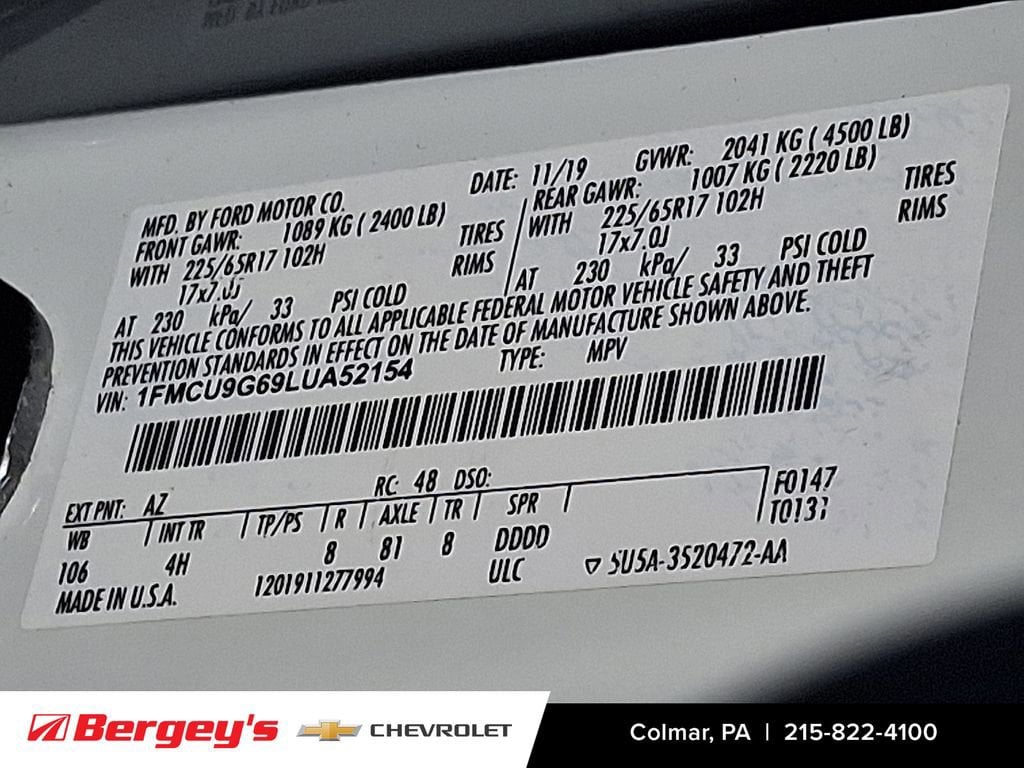 MFD. BY FORD MOTOR CO. DATE: 11/19 GVWR: 2041 KG ( 4500 LB)
FRONT GAWR: 1089 KG ( 2400 LB) REAR GAWR: 1007 KG ( 2220 LB)
WITH 225/65R17 102H TIRES WITH 225/65R17 102H TIRES
17x7.0J RIMS 17x7.0J RIMS
AT 230 kPa/ 33 PSI COLD AT 230 kPa/ 33 PSI COLD
THIS VEHICLE CONFORMS TO ALL APPLICABLE FEDERAL MOTOR VEHICLE SAFETY AND THEFT
PREVENTION STANDARDS IN EFFECT ON THE DATE OF MANUFACTURE SHOWN ABOVE.
VIN: 1FMCU9G69LUA52154 TYPE: MPV
EXT PNT: AZ RC: 48 DSO: F0147
WB INT TR TP/PS R AXLE TR SPR T0131
106 4H 8 81 8 DDDD
MADE IN U.S.A. 1201911277994 ULC 5U5A-3520472-AA
Bergey's CHEVROLET Colmar, PA | 215-822-4100